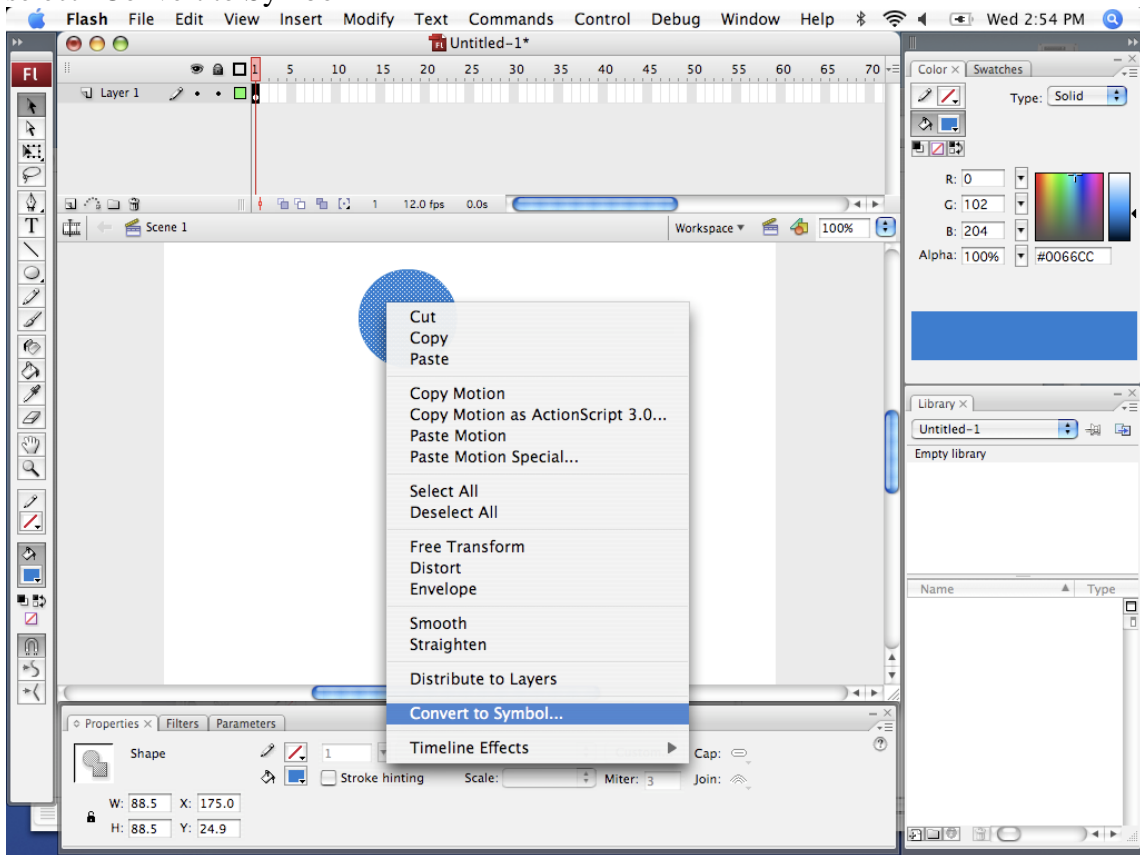 Flash File Edit View Insert Modify Text Commands Control Debug Window Help Wed 2:54 PM
Untitled-1*
Fl
1 5 10 15 20 25 30 35 40 45 50 55 60 65 70
Layer 1
1 12.0 fps 0.0s
Scene 1 Workspace 100%
Cut
Copy
Paste
Copy Motion
Copy Motion as ActionScript 3.0...
Paste Motion
Paste Motion Special...
Select All
Deselect All
Free Transform
Distort
Envelope
Smooth
Straighten
Distribute to Layers
Convert to Symbol...
Timeline Effects
Color Swatches
Type: Solid
R: 0
G: 102
B: 204
Alpha: 100% #0066CC
Library
Untitled-1
Empty library
Name Type
Properties Filters Parameters
Shape 1 Cap:
Stroke hinting Scale: Miter: 3 Join:
W: 88.5 X: 175.0
H: 88.5 Y: 24.9